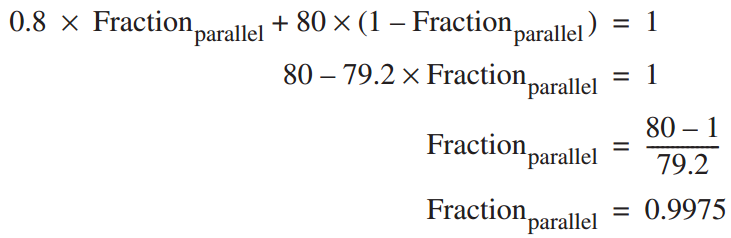 0.8 × Fraction_parallel + 80 × (1 – Fraction_parallel) = 1
80 – 79.2 × Fraction_parallel = 1
Fraction_parallel = (80 – 1) / 79.2
Fraction_parallel = 0.9975